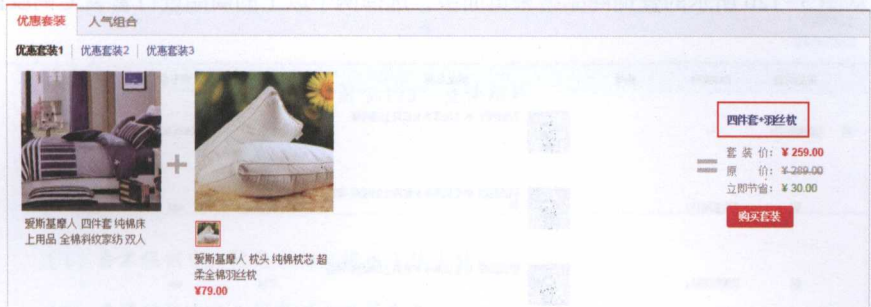 优惠套装 人气组合
优惠套装1 优惠套装2 优惠套装3
爱斯基摩人 四件套 纯棉床
上用品 全棉斜纹家纺 双人
+
爱斯基摩人 枕头 纯棉枕芯 超
柔全棉羽丝枕
¥79.00
=
四件套+羽丝枕
套 装 价: ¥ 259.00
原 价: ¥ 289.00
立即节省: ¥ 30.00
购买套装